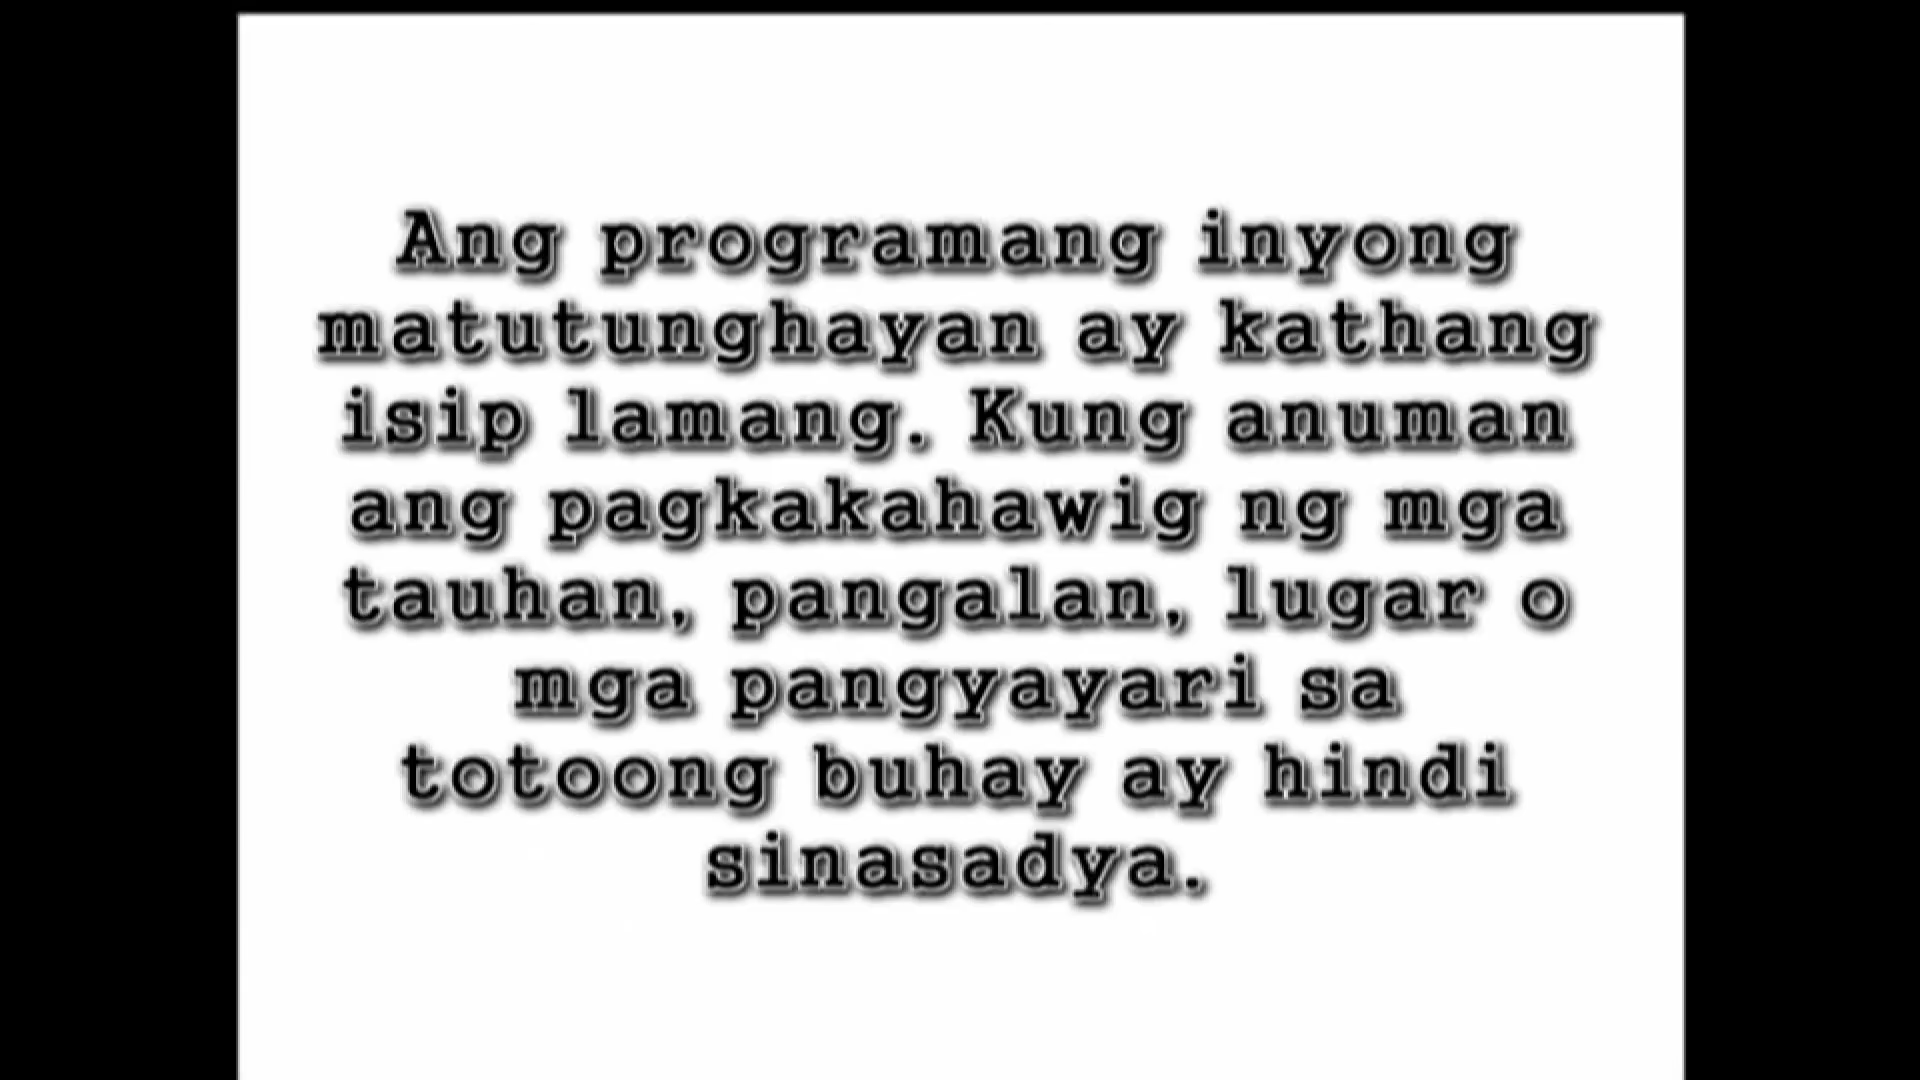 Ang programang inyong
matutunghayan ay kathang
isip lamang. Kung anuman
ang pagkakahawig ng mga
tauhan, pangalan, lugar o
mga pangyayari sa
totoong buhay ay hindi
sinasadya.